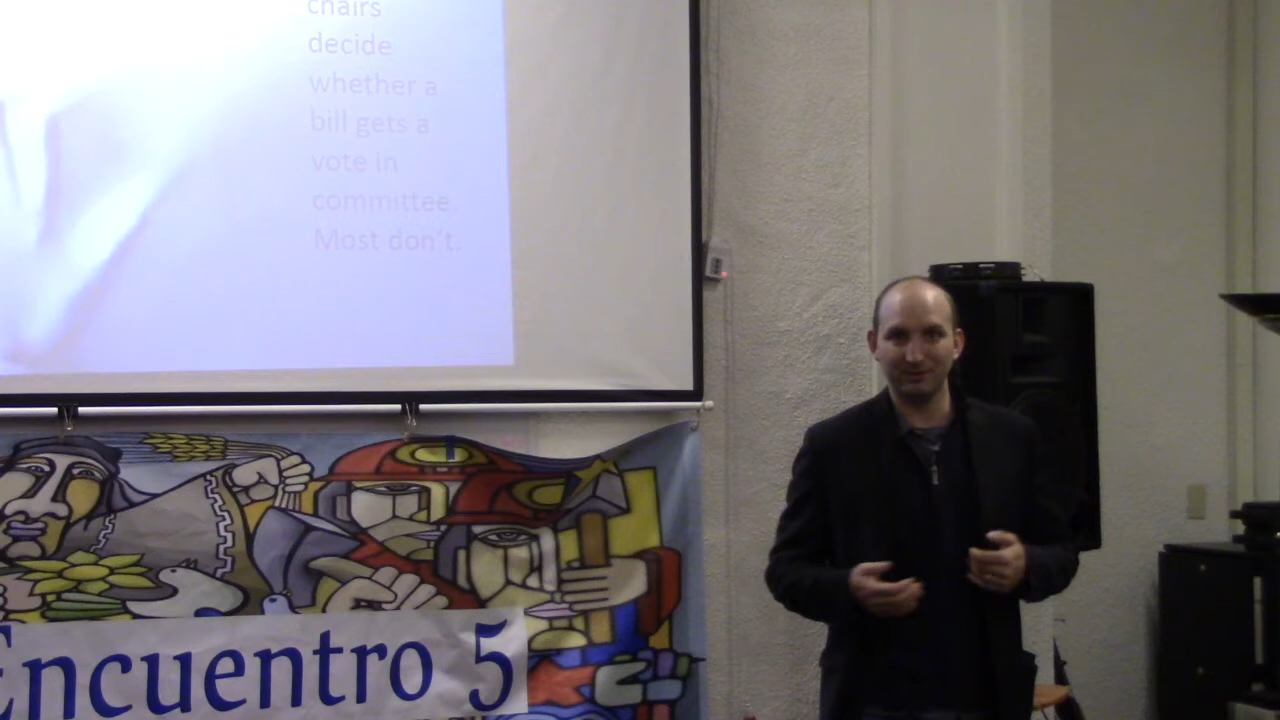 chairs
decide
whether a
bill gets a
vote in
committee.
Most don't.
Encuentro 5